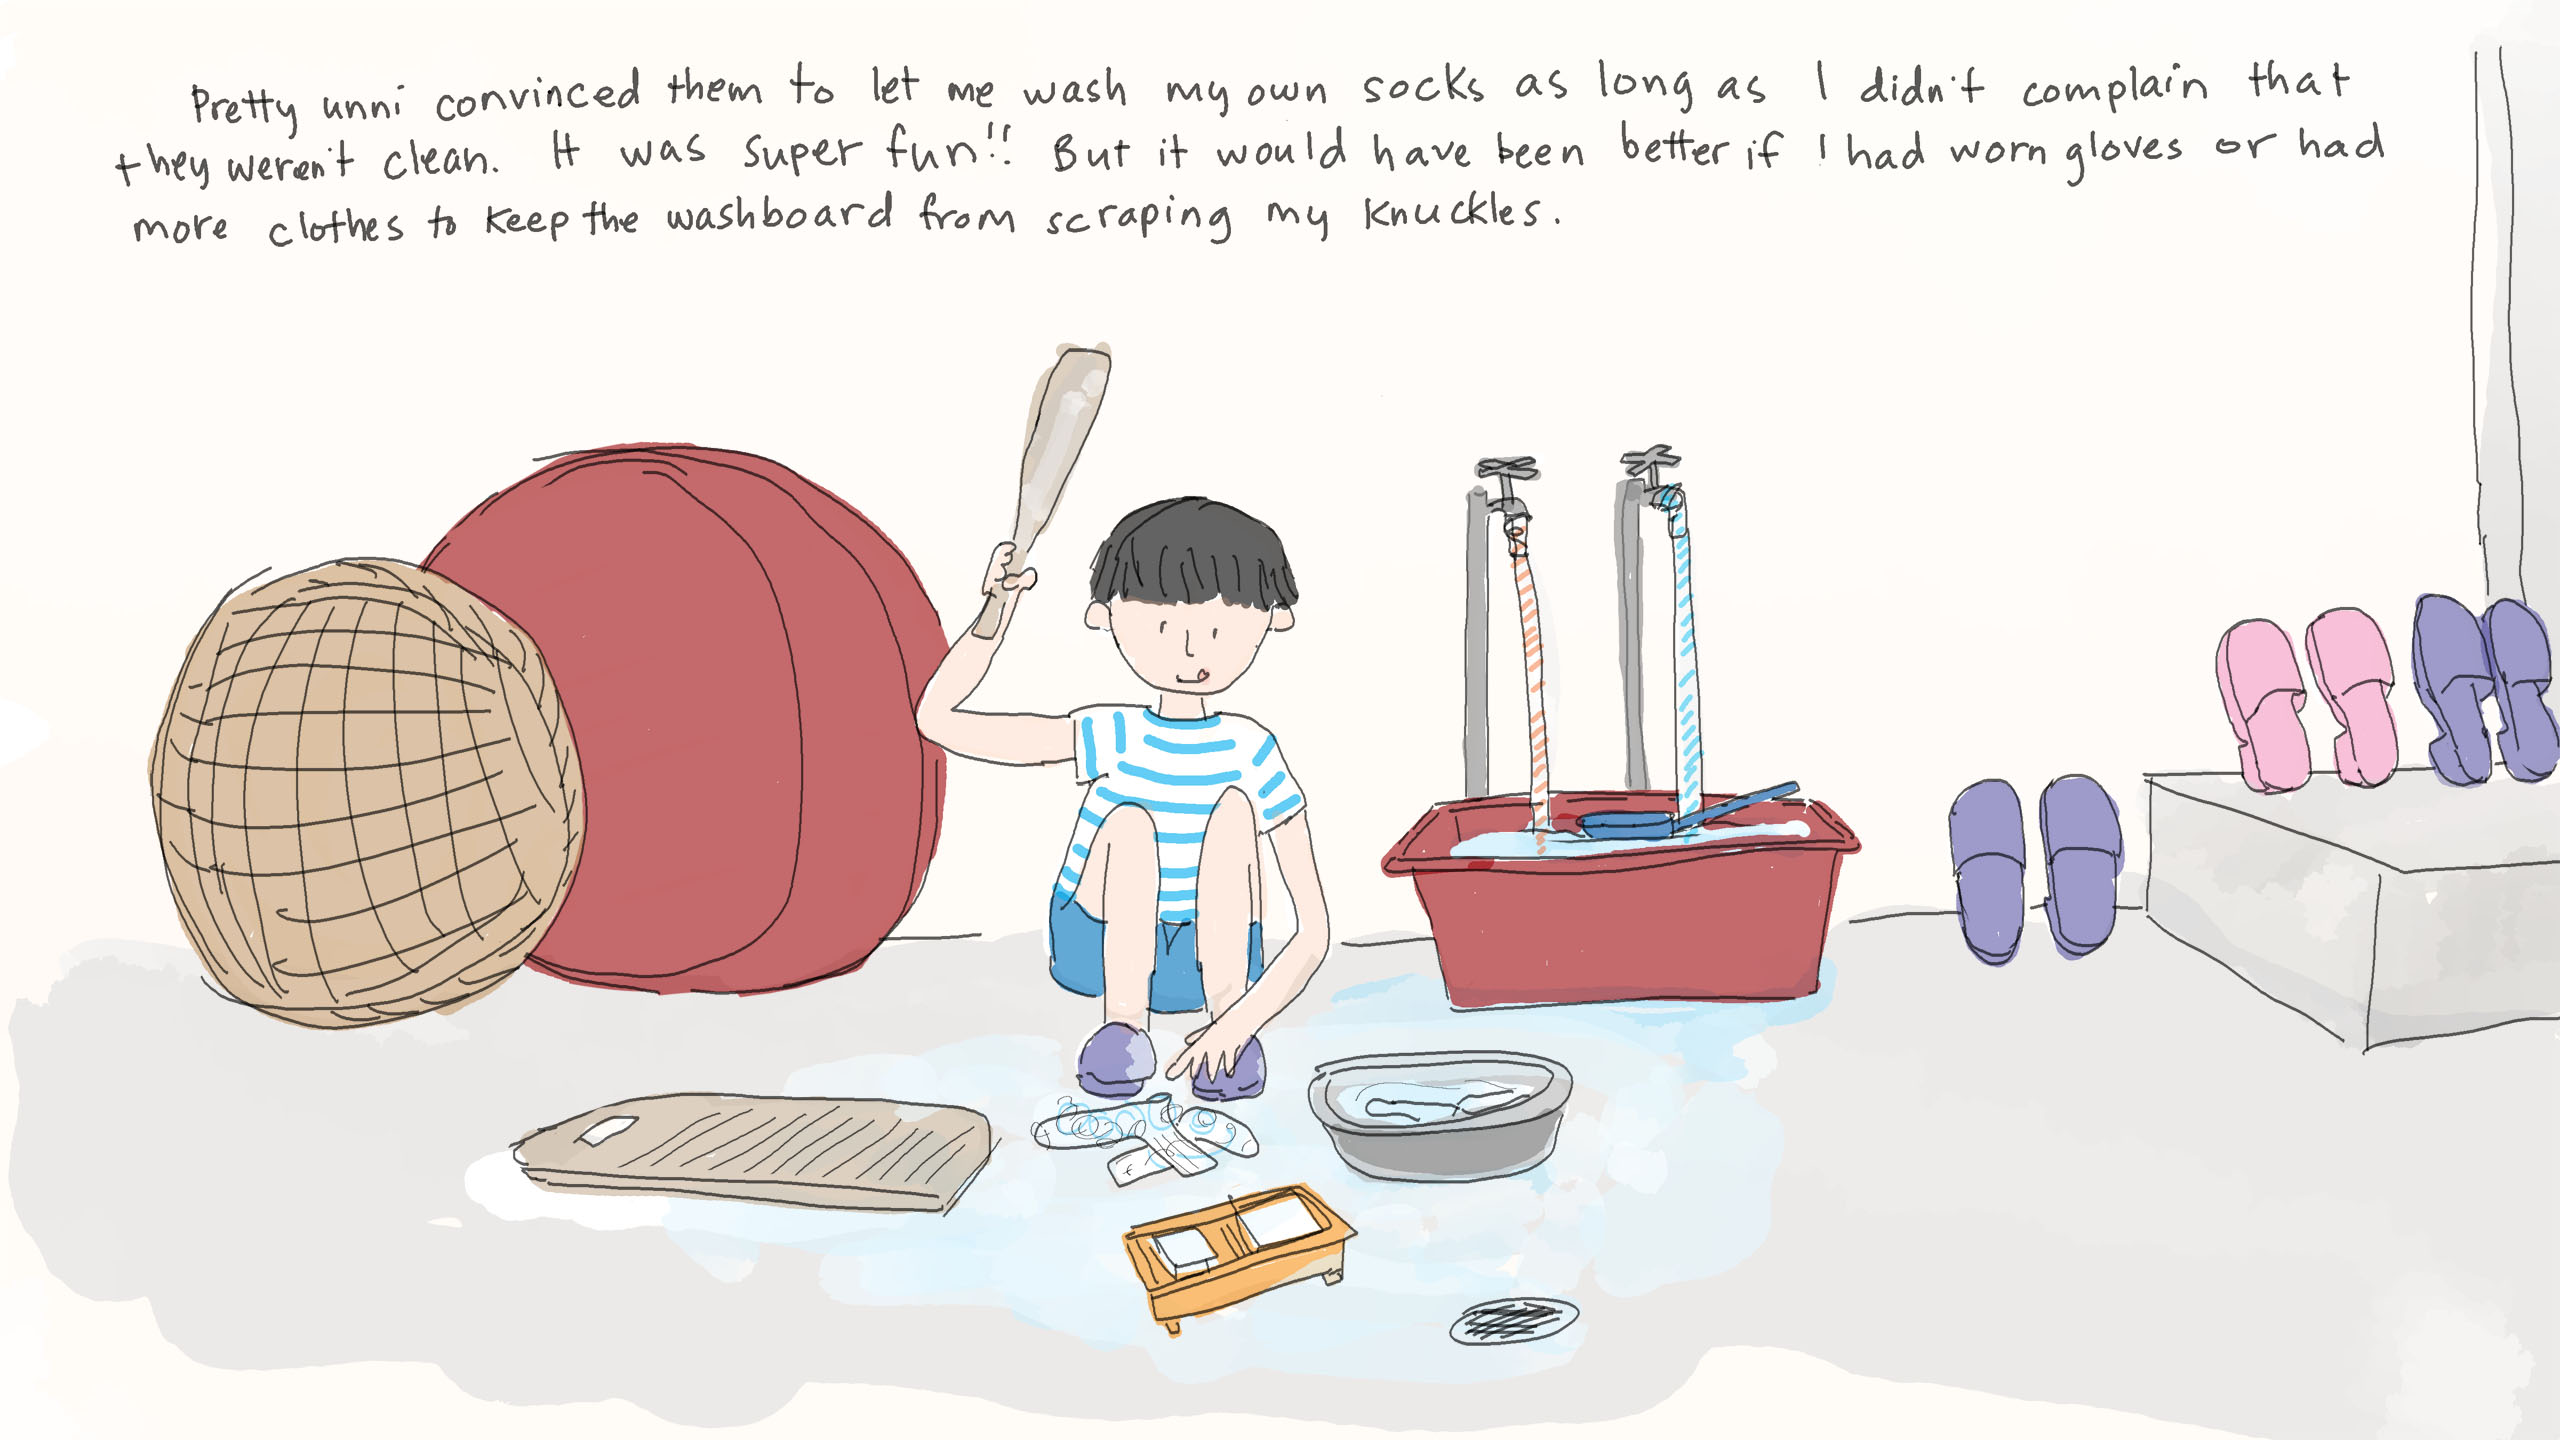 Pretty unni convinced them to let me wash my own socks as long as I didn't complain that
they weren't clean. It was super fun!! But it would have been better if I had worn gloves or had
more clothes to keep the washboard from scraping my knuckles.